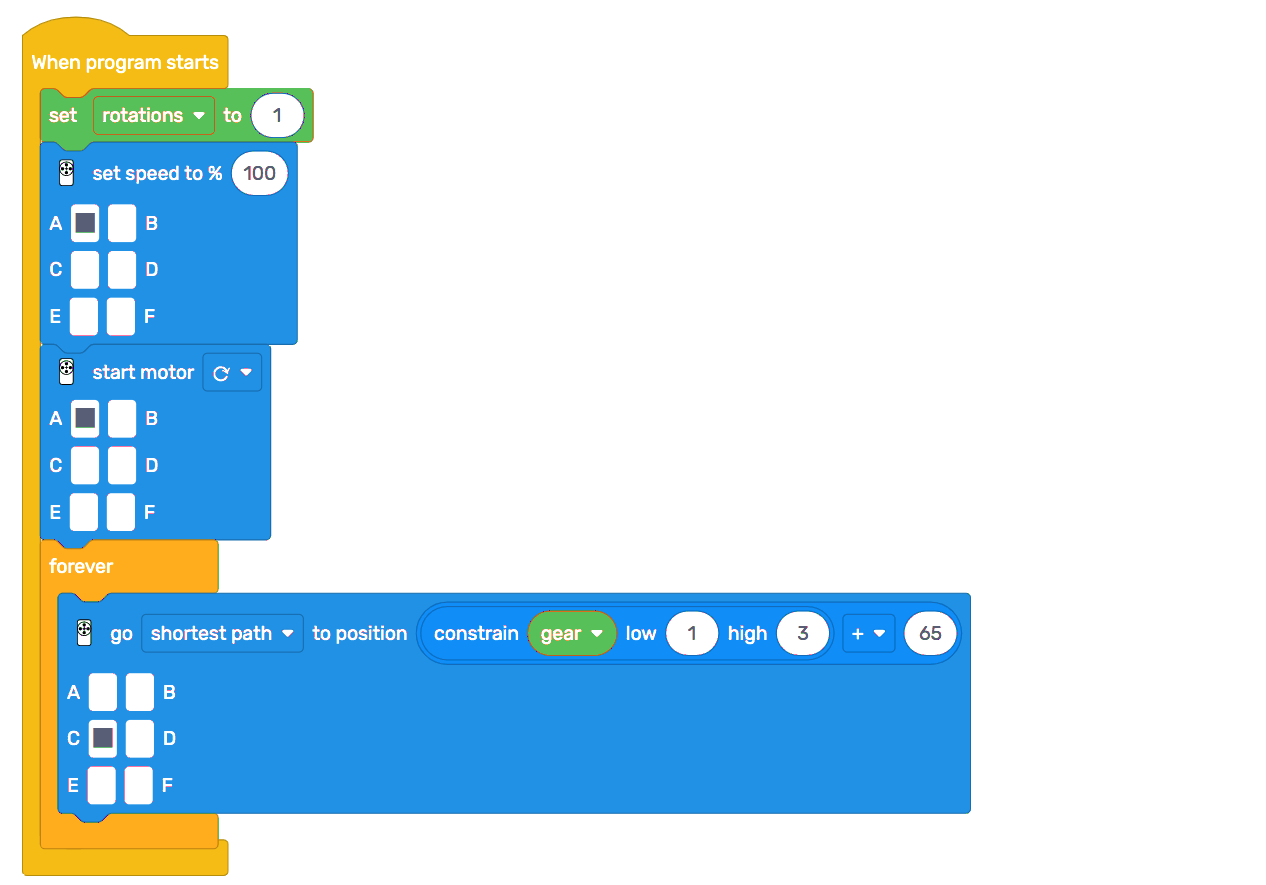 When program starts
set rotations to 1
set speed to % 100
A B
C D
E F
start motor
A B
C D
E F
forever
go shortest path to position constrain gear low 1 high 3 + 65
A B
C D
E F